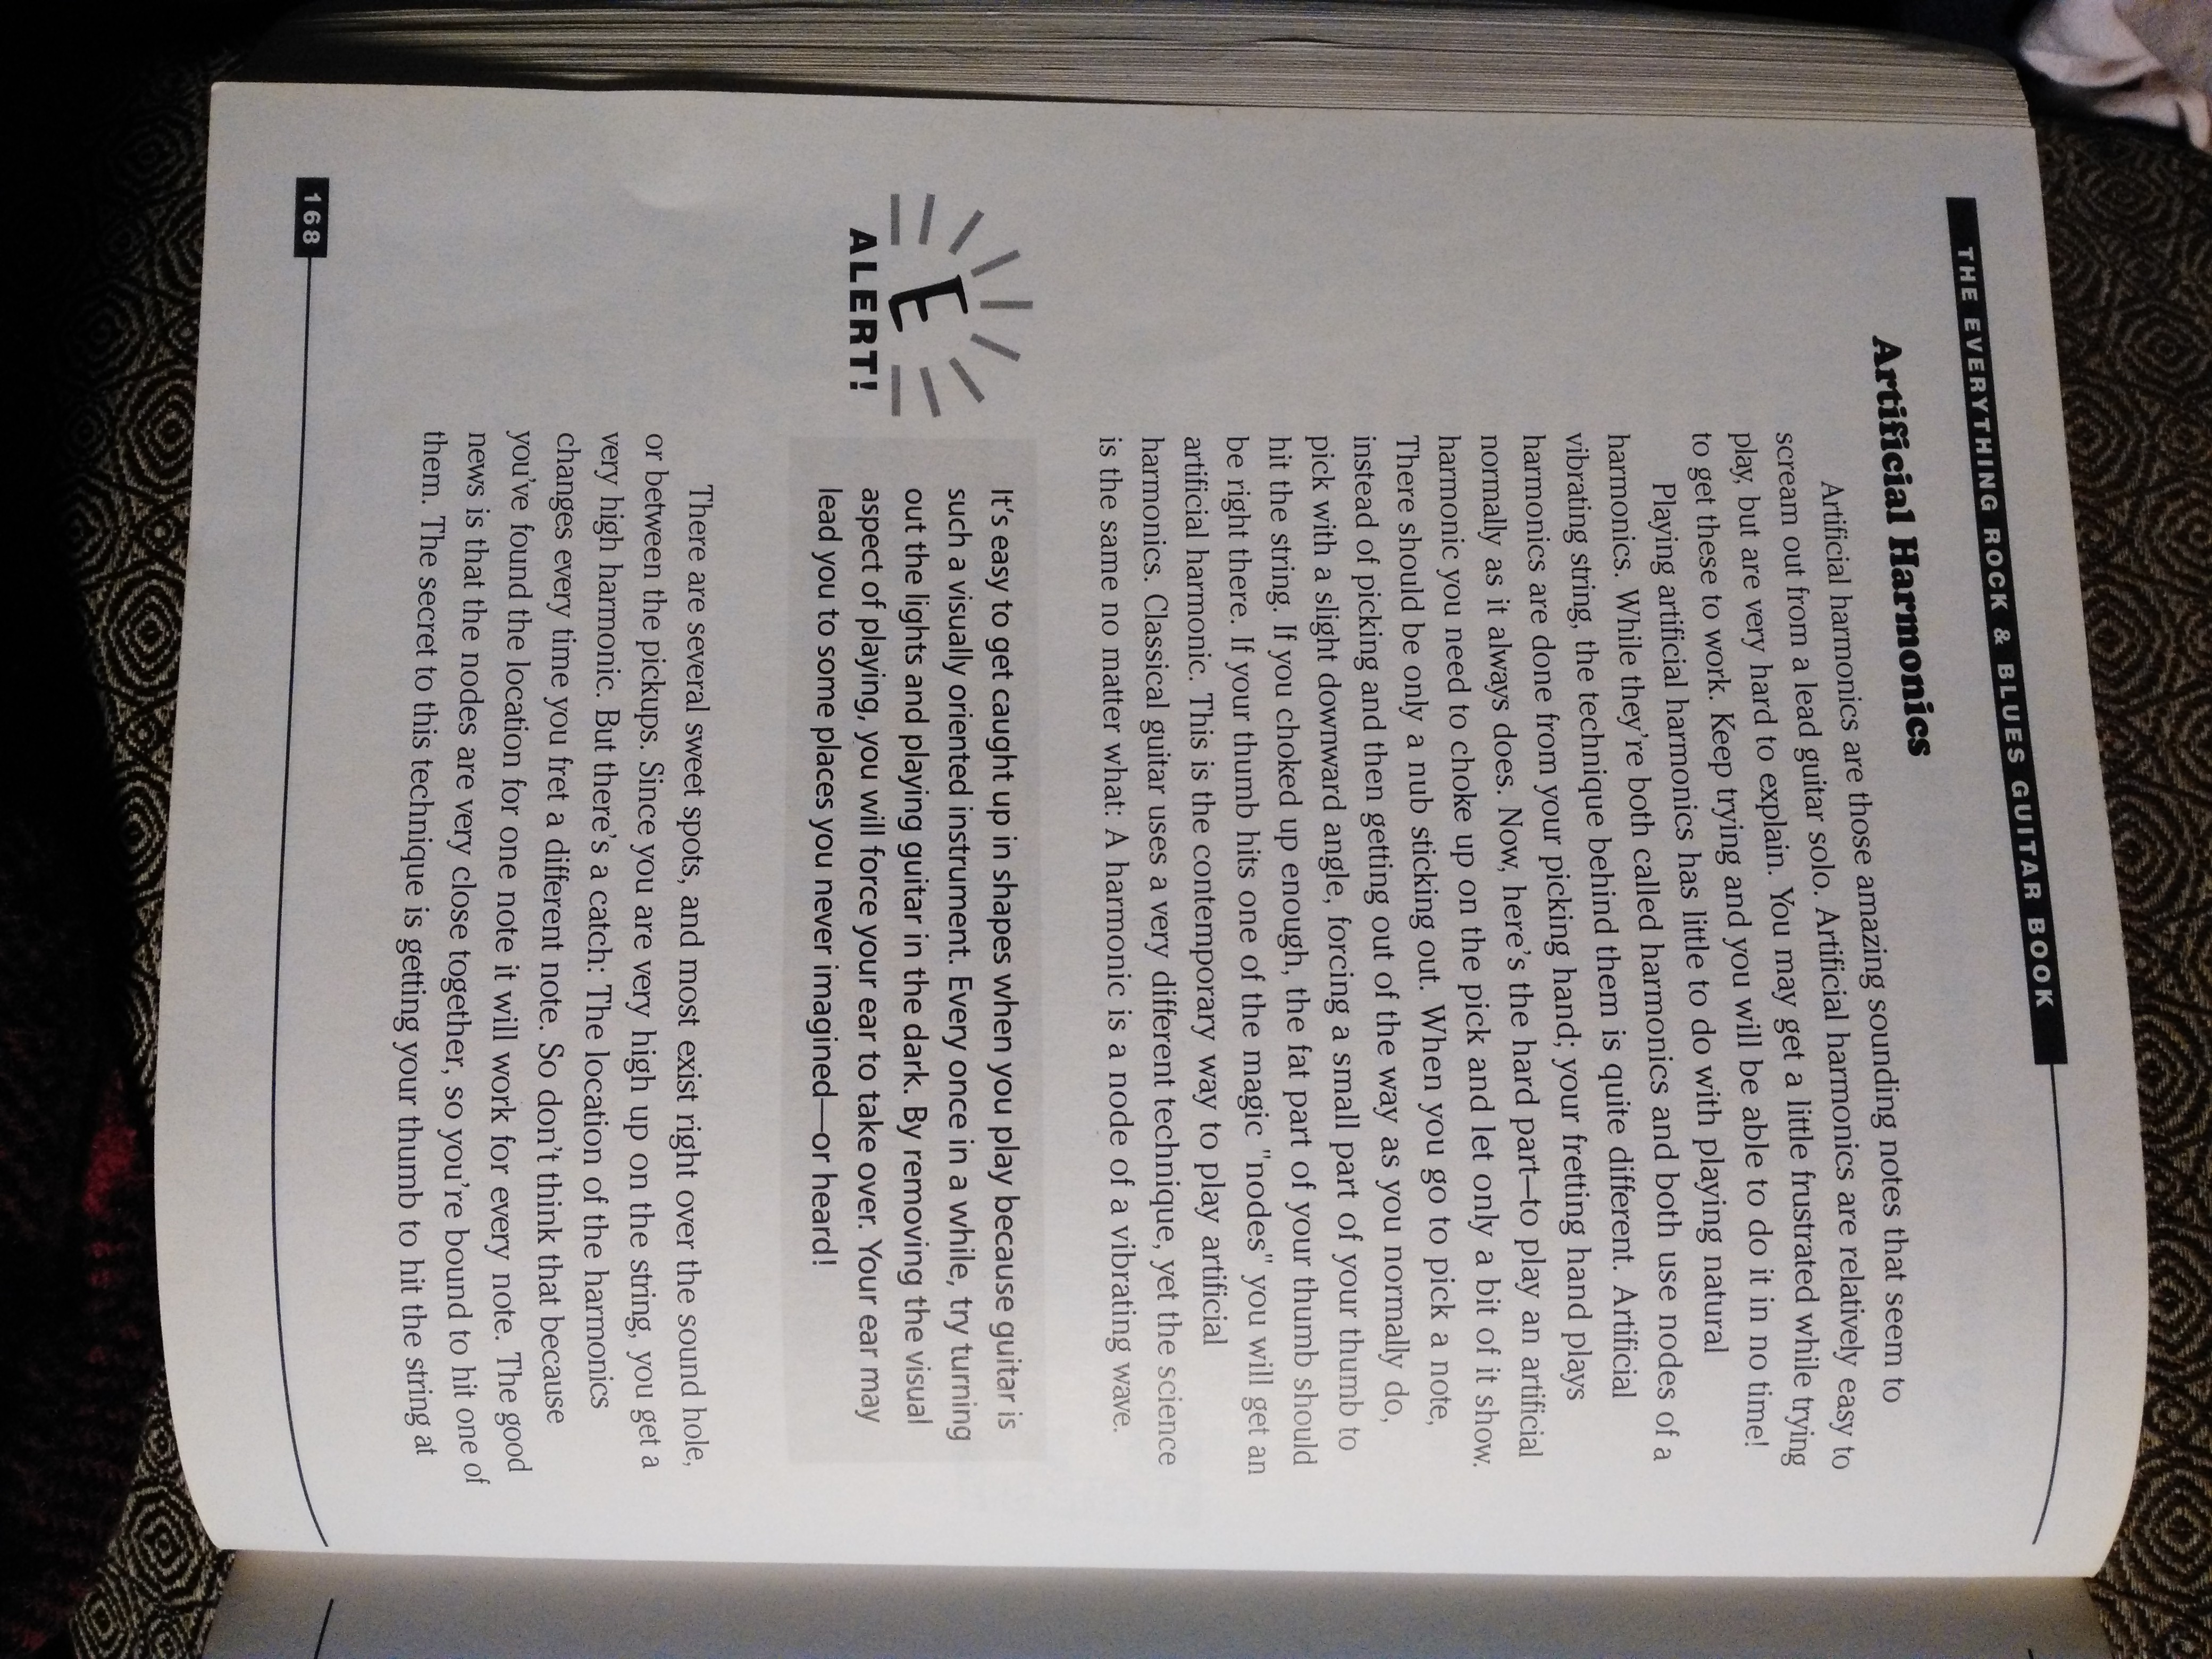 THE EVERYTHING ROCK & BLUES GUITAR BOOK
Artificial Harmonics
Artificial harmonics are those amazing sounding notes that seem to
scream out from a lead guitar solo. Artificial harmonics are relatively easy to
play, but are very hard to explain. You may get a little frustrated while trying
to get these to work. Keep trying and you will be able to do it in no time!
Playing artificial harmonics has little to do with playing natural
harmonics. While they're both called harmonics and both use nodes of a
vibrating string, the technique behind them is quite different. Artificial
harmonics are done from your picking hand; your fretting hand plays
normally as it always does. Now, here's the hard part—to play an artificial
harmonic you need to choke up on the pick and let only a bit of it show.
There should be only a nub sticking out. When you go to pick a note,
instead of picking and then getting out of the way as you normally do,
pick with a slight downward angle, forcing a small part of your thumb to
hit the string. If you choked up enough, the fat part of your thumb should
be right there. If your thumb hits one of the magic "nodes" you will get an
artificial harmonic. This is the contemporary way to play artificial
harmonics. Classical guitar uses a very different technique, yet the science
is the same no matter what: A harmonic is a node of a vibrating wave.
E
ALERT!
It's easy to get caught up in shapes when you play because guitar is
such a visually oriented instrument. Every once in a while, try turning
out the lights and playing guitar in the dark. By removing the visual
aspect of playing, you will force your ear to take over. Your ear may
lead you to some places you never imagined—or heard!
There are several sweet spots, and most exist right over the sound hole,
or between the pickups. Since you are very high up on the string, you get a
very high harmonic. But there's a catch: The location of the harmonics
changes every time you fret a different note. So don't think that because
you've found the location for one note it will work for every note. The good
news is that the nodes are very close together, so you're bound to hit one of
them. The secret to this technique is getting your thumb to hit the string at
168